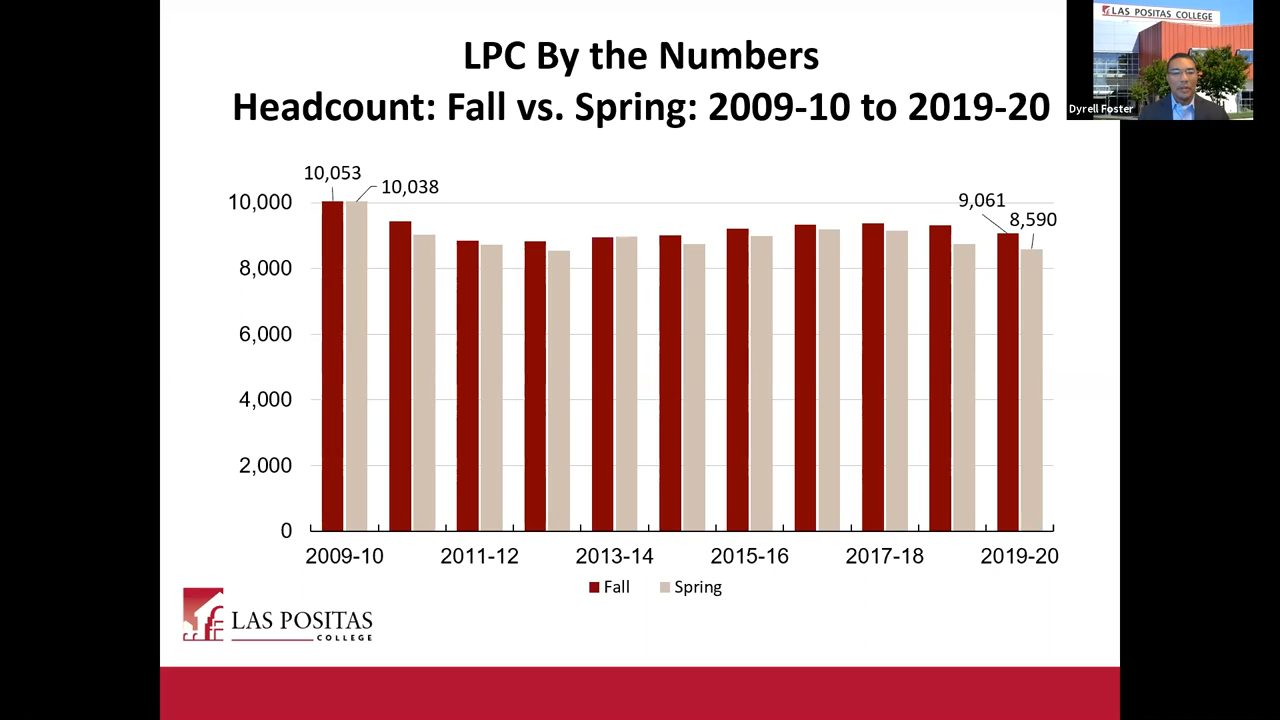 LPC By the Numbers
Headcount: Fall vs. Spring: 2009-10 to 2019-20
LAS POSITAS COLLEGE
Dyrell Foster
10,053
10,038
9,061
8,590
10,000
8,000
6,000
4,000
2,000
0
2009-10 2011-12 2013-14 2015-16 2017-18 2019-20
Fall Spring
LAS POSITAS
COLLEGE